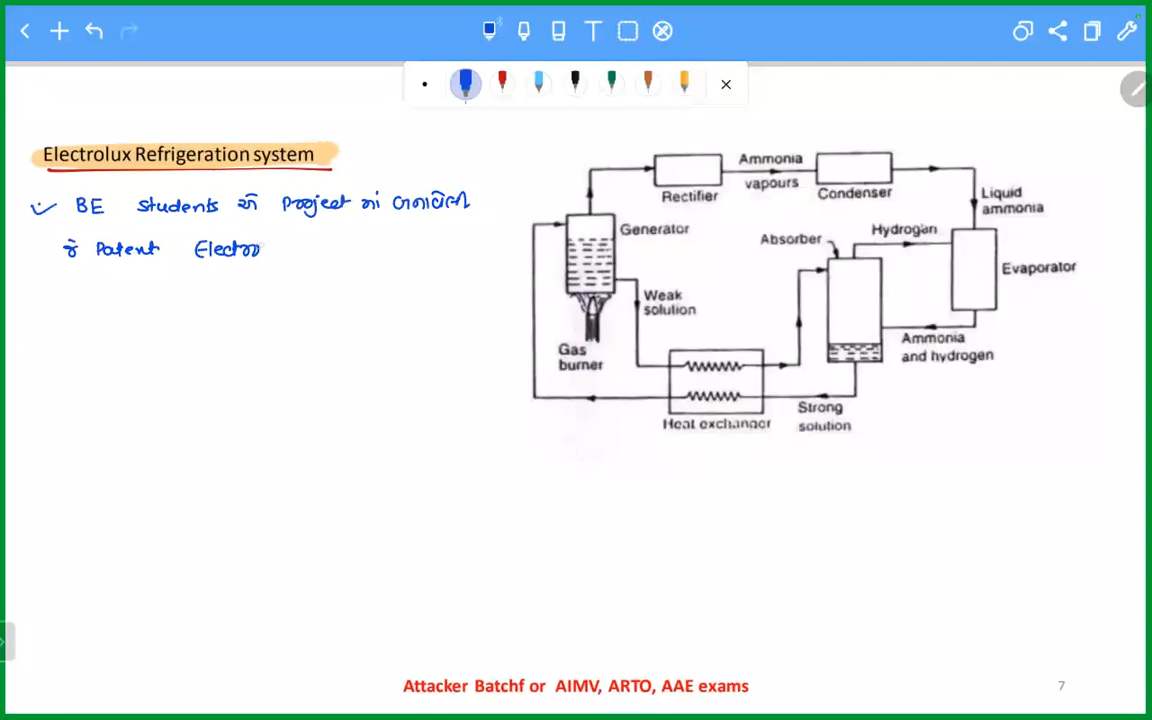 Electrolux Refrigeration system
✓ BE students એ Project માં બનાવેલી
જે Patent Electro
Rectifier
Ammonia
vapours
Condenser
Liquid
ammonia
Generator
Absorber
Hydrogen
Evaporator
Weak
solution
Gas
burner
Ammonia
and hydrogen
Heat exchanger
Strong
solution
Attacker Batchf or AIMV, ARTO, AAE exams
7